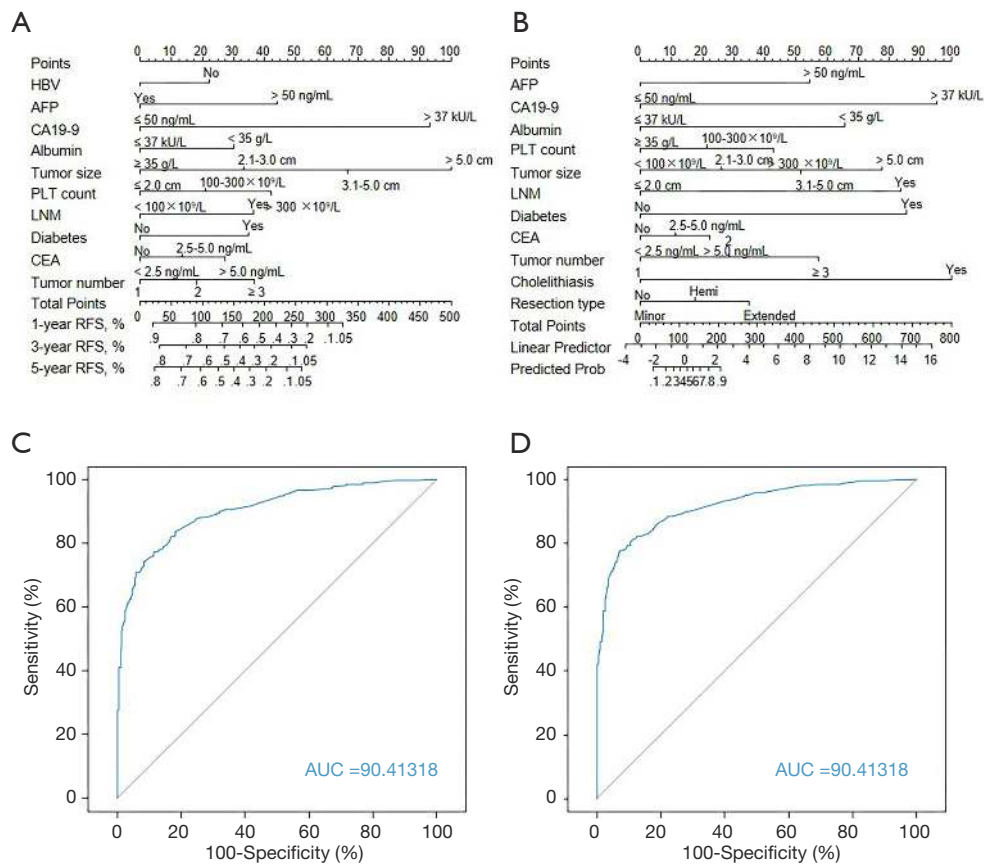 A
0 10 20 30 40 50 60 70 80 90 100
Points
No
HBV
Yes
> 50 ng/mL
AFP
≤ 50 ng/mL
> 37 kU/L
CA19-9
≤ 37 kU/L
< 35 g/L
Albumin
≥ 35 g/L
2.1-3.0 cm
> 5.0 cm
Tumor size
≤ 2.0 cm
100-300×10⁹/L
3.1-5.0 cm
PLT count
< 100×10⁹/L
Yes
> 300×10⁹/L
LNM
No
Yes
Diabetes
No
2.5-5.0 ng/mL
CEA
< 2.5 ng/mL
> 5.0 ng/mL
Tumor number
1 2 ≥ 3
Total Points
0 50 100 150 200 250 300 350 400 450 500
1-year RFS, %
.9 .8 .7 .6 .5 .4 .3 .2 .1.05
3-year RFS, %
.8 .7 .6 .5 .4 .3 .2 .1.05
5-year RFS, %
.8 .7 .6 .5 .4 .3 .2 .1.05
B
0 10 20 30 40 50 60 70 80 90 100
Points
> 50 ng/mL
AFP
≤ 50 ng/mL
> 37 kU/L
CA19-9
≤ 37 kU/L
< 35 g/L
Albumin
≥ 35 g/L
100-300×10⁹/L
PLT count
< 100×10⁹/L
2.1-3.0 cm
> 300×10⁹/L
> 5.0 cm
Tumor size
≤ 2.0 cm
3.1-5.0 cm
Yes
LNM
No
Yes
Diabetes
No
2.5-5.0 ng/mL
CEA
< 2.5 ng/mL
> 5.0 ng/mL
2
Tumor number
1
≥ 3
Yes
Cholelithiasis
No
Hemi
Resection type
Minor
Extended
Total Points
0 100 200 300 400 500 600 700 800
Linear Predictor
-4 -2 0 2 4 6 8 10 12 14 16
Predicted Prob
.1 .2.3.4.5.6.7.8.9
C
100
80
60
40
20
0
Sensitivity (%)
AUC =90.41318
0 20 40 60 80 100
100-Specificity (%)
D
100
80
60
40
20
0
Sensitivity (%)
AUC =90.41318
0 20 40 60 80 100
100-Specificity (%)